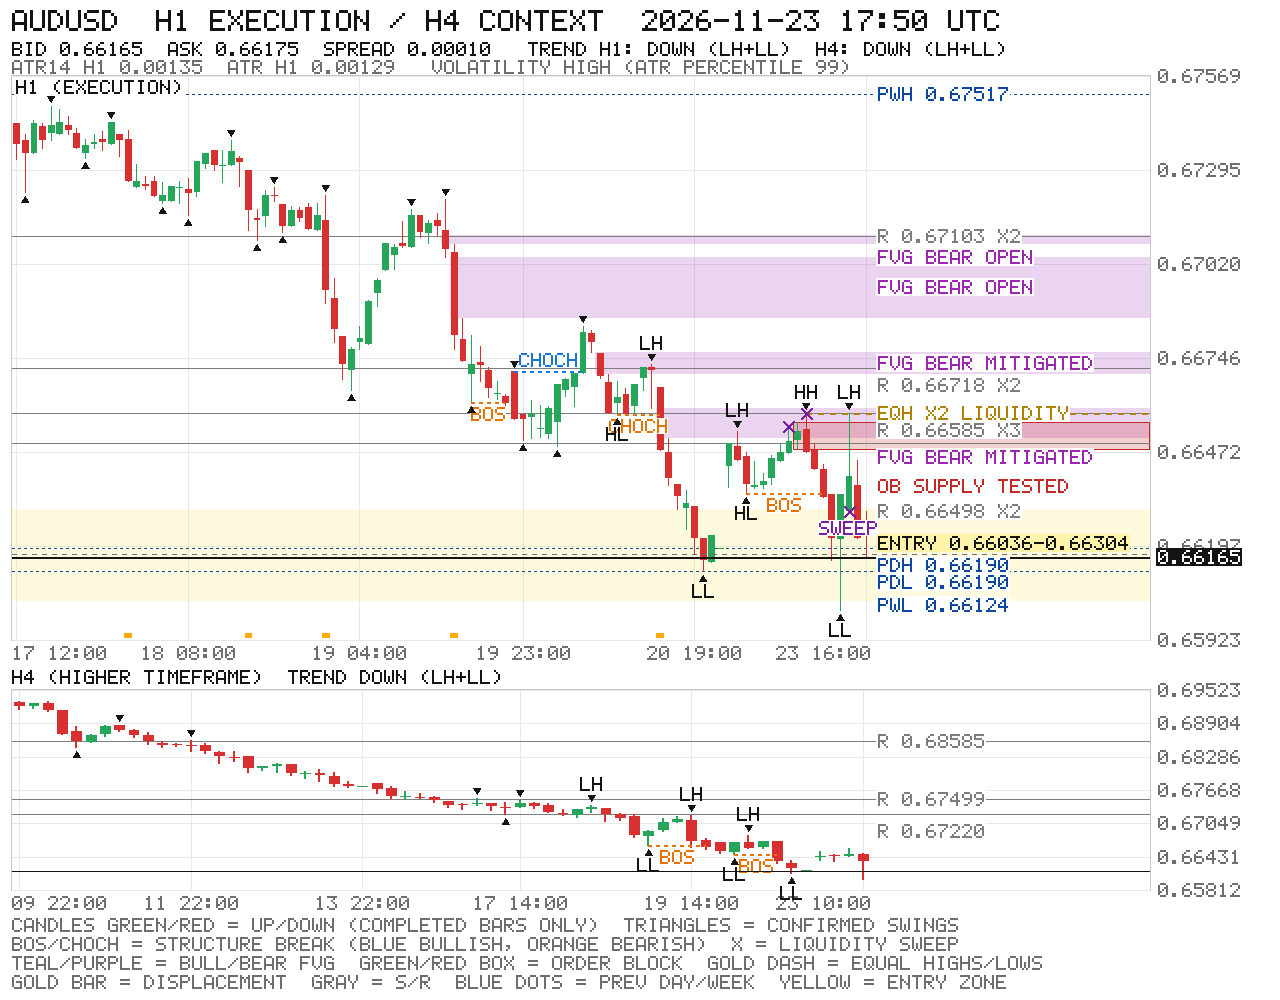 AUDUSD  H1 EXECUTION / H4 CONTEXT  2026-11-23 17:50 UTC
BID 0.66165  ASK 0.66175  SPREAD 0.00010   TREND H1: DOWN (LH+LL)  H4: DOWN (LH+LL)
ATR14 H1 0.00135  ATR H1 0.00129   VOLATILITY HIGH (ATR PERCENTILE 99)
H1 (EXECUTION)
0.67569
PWH 0.67517
0.67295
R 0.67103 X2
FVG BEAR OPEN
0.67020
FVG BEAR OPEN
LH
CHOCH
0.66746
FVG BEAR MITIGATED
R 0.66718 X2
HH
LH
LH
BOS
EQH X2 LIQUIDITY
CHOCH
R 0.66585 X3
HL
0.66472
FVG BEAR MITIGATED
OB SUPPLY TESTED
BOS
HL
R 0.66498 X2
SWEEP
ENTRY 0.66036-0.66304
0.66197
0.66165
PDH 0.66190
PDL 0.66190
LL
PWL 0.66124
LL
0.65923
17 12:00
18 08:00
19 04:00
19 23:00
20 19:00
23 16:00
H4 (HIGHER TIMEFRAME)  TREND DOWN (LH+LL)
0.69523
0.68904
R 0.68585
0.68286
LH
LH
0.67668
R 0.67499
LH
0.67049
R 0.67220
BOS
0.66431
LL
BOS
LL
LL
0.65812
09 22:00
11 22:00
13 22:00
17 14:00
19 14:00
23 10:00
CANDLES GREEN/RED = UP/DOWN (COMPLETED BARS ONLY)  TRIANGLES = CONFIRMED SWINGS
BOS/CHOCH = STRUCTURE BREAK (BLUE BULLISH, ORANGE BEARISH)  X = LIQUIDITY SWEEP
TEAL/PURPLE = BULL/BEAR FVG  GREEN/RED BOX = ORDER BLOCK  GOLD DASH = EQUAL HIGHS/LOWS
GOLD BAR = DISPLACEMENT  GRAY = S/R  BLUE DOTS = PREV DAY/WEEK  YELLOW = ENTRY ZONE